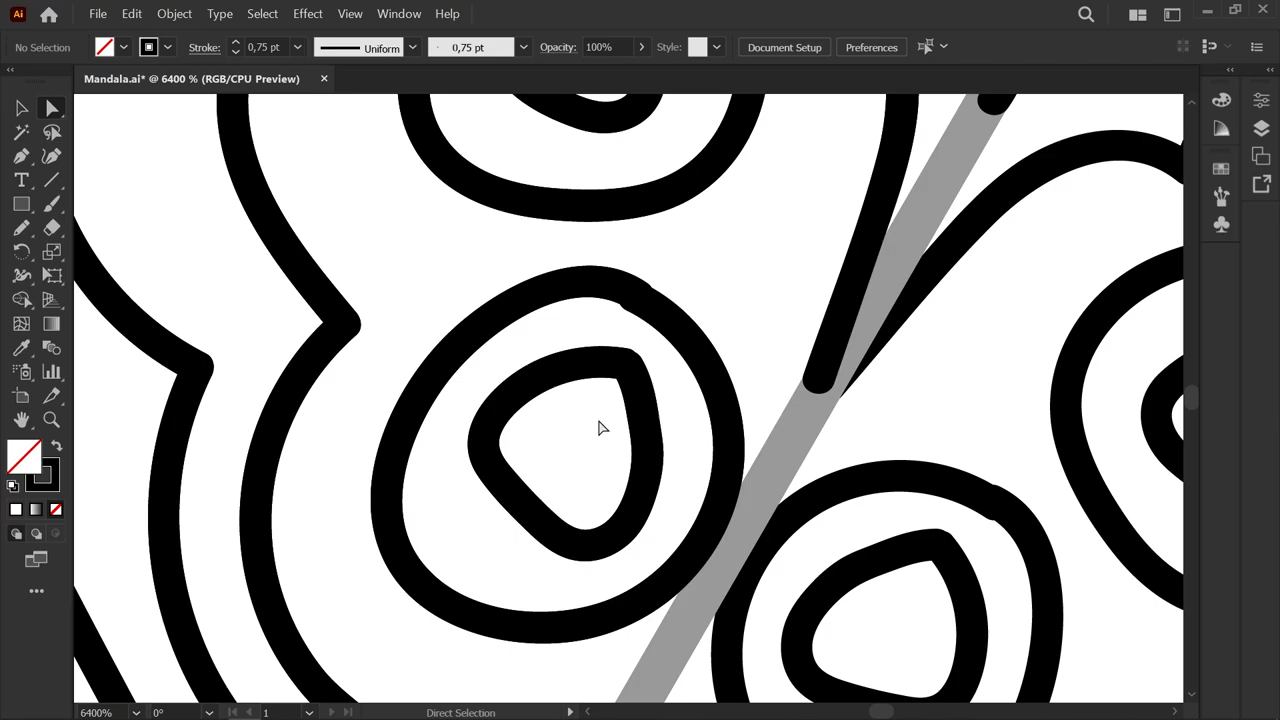 Ai File Edit Object Type Select Effect View Window Help
No Selection Stroke: 0,75 pt Uniform 0,75 pt Opacity: 100% Style: Document Setup Preferences
Mandala.ai* @ 6400 % (RGB/CPU Preview)
6400% 0° 1 Direct Selection